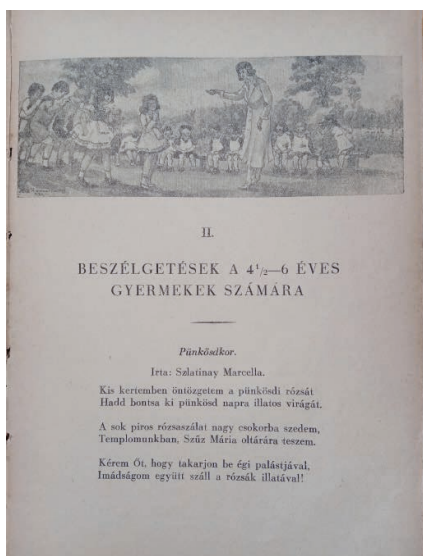 II.
BESZÉLGETÉSEK A 4½—6 ÉVES
GYERMEKEK SZÁMÁRA
Pünkösdkor.
Irta: Szlatinay Marcella.
Kis kertemben öntözgetem a pünkösdi rózsát
Hadd bontsa ki pünkösd napra illatos virágát.
A sok piros rózsaszálat nagy csokorba szedem,
Templomunkban, Szűz Mária oltárára teszem.
Kérem Őt, hogy takarjon be égi palástjával,
Imádságom együtt száll a rózsák illatával!